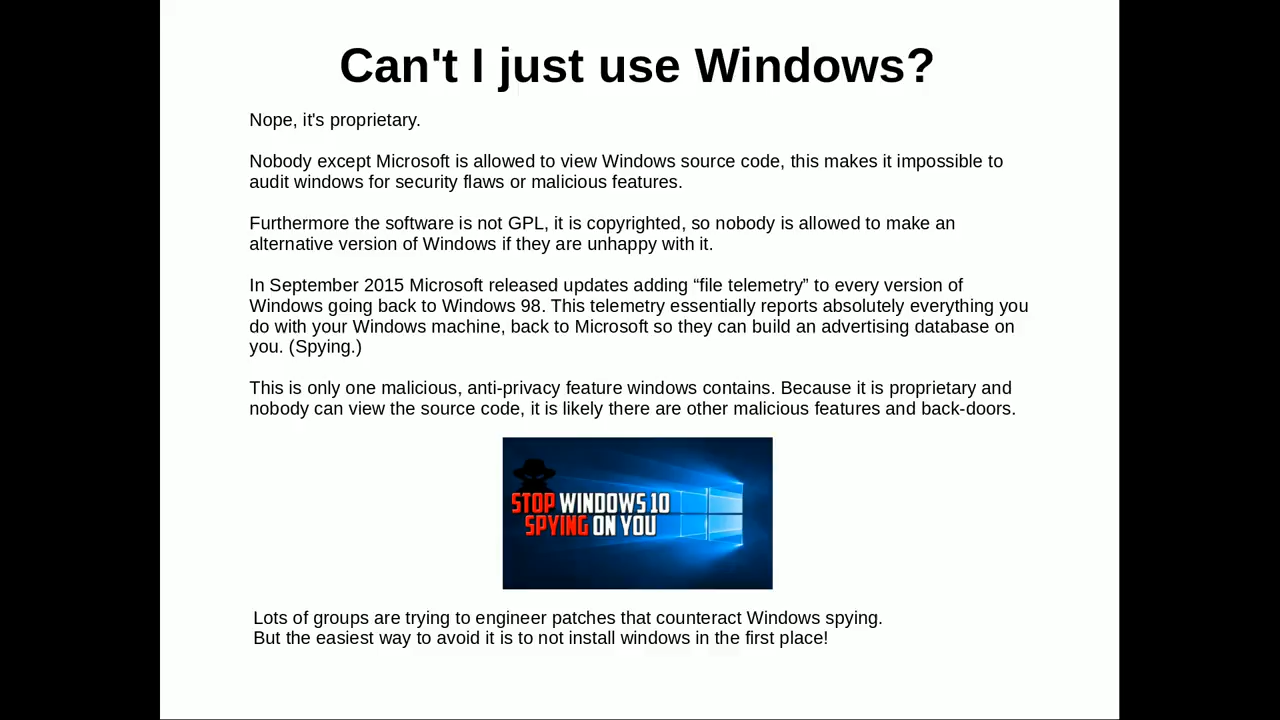 Can't I just use Windows?
Nope, it's proprietary.
Nobody except Microsoft is allowed to view Windows source code, this makes it impossible to
audit windows for security flaws or malicious features.
Furthermore the software is not GPL, it is copyrighted, so nobody is allowed to make an
alternative version of Windows if they are unhappy with it.
In September 2015 Microsoft released updates adding “file telemetry” to every version of
Windows going back to Windows 98. This telemetry essentially reports absolutely everything you
do with your Windows machine, back to Microsoft so they can build an advertising database on
you. (Spying.)
This is only one malicious, anti-privacy feature windows contains. Because it is proprietary and
nobody can view the source code, it is likely there are other malicious features and back-doors.
STOP WINDOWS 10
SPYING ON YOU
Lots of groups are trying to engineer patches that counteract Windows spying.
But the easiest way to avoid it is to not install windows in the first place!